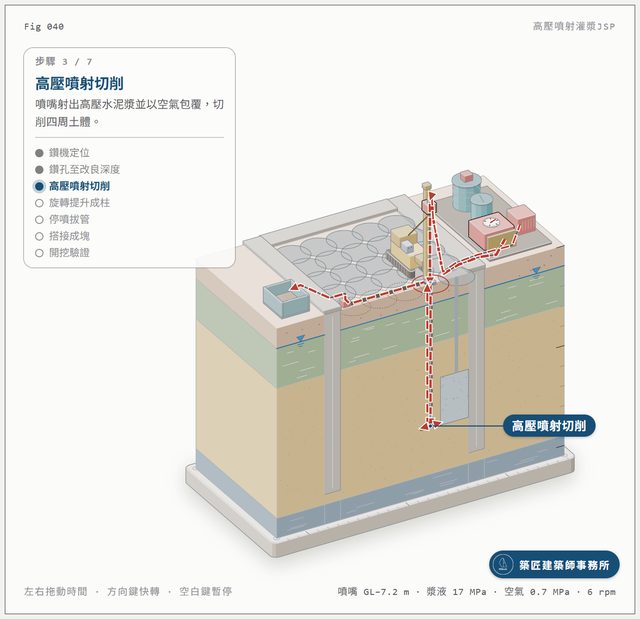 Fig 040
高壓噴射灌漿JSP
步驟 3 / 7
高壓噴射切削
噴嘴射出高壓水泥漿並以空氣包覆，切
削四周土體。
鑽機定位
鑽孔至改良深度
高壓噴射切削
旋轉提升成柱
停噴拔管
搭接成塊
開挖驗證
高壓噴射切削
築匠建築師事務所
左右拖動時間 · 方向鍵快轉 · 空白鍵暫停
噴嘴 GL−7.2 m · 漿液 17 MPa · 空氣 0.7 MPa · 6 rpm